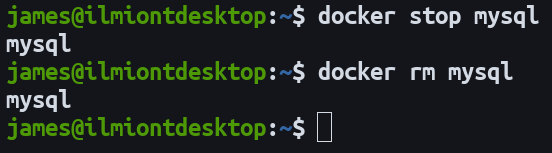 james@ilmiontdesktop:~$ docker stop mysql
mysql
james@ilmiontdesktop:~$ docker rm mysql
mysql
james@ilmiontdesktop:~$